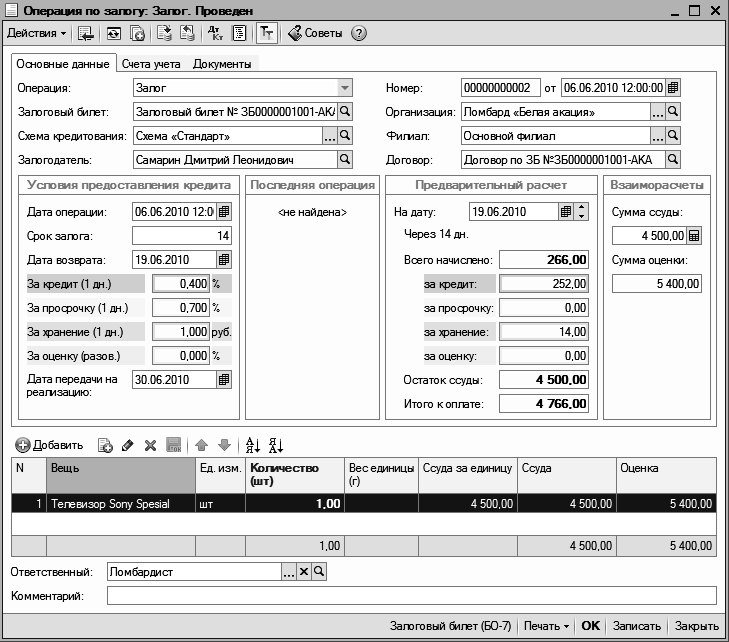 Операция по залогу: Залог. Проведен
Действия Дт Кт Советы
Основные данные Счета учета Документы
Операция: Залог Номер: 00000000002 от 06.06.2010 12:00:00
Залоговый билет: Залоговый билет № ЗБ0000001001-АКА Организация: Ломбард «Белая акация»
Схема кредитования: Схема «Стандарт» Филиал: Основной филиал
Залогодатель: Самарин Дмитрий Леонидович Договор: Договор по ЗБ №ЗБ0000001001-АКА
Условия предоставления кредита Последняя операция Предварительный расчет Взаиморасчеты
Дата операции: 06.06.2010 12:0 <не найдена> На дату: 19.06.2010 Сумма ссуды:
Срок залога: 14 Через 14 дн. 4 500,00
Дата возврата: 19.06.2010 Всего начислено: 266,00 Сумма оценки:
За кредит (1 дн.) 0,400 % за кредит: 252,00 5 400,00
За просрочку (1 дн.) 0,700 % за просрочку: 0,00
За хранение (1 дн.) 1,000 руб. за хранение: 14,00
За оценку (разов.) 0,000 % за оценку: 0,00
Дата передачи на реализацию: 30.06.2010 Остаток ссуды: 4 500,00
Итого к оплате: 4 766,00
Добавить
N Вещь Ед. изм. Количество (шт) Вес единицы (г) Ссуда за единицу Ссуда Оценка
1 Телевизор Sony Spesial шт 1,00 4 500,00 4 500,00 5 400,00
1,00 4 500,00 5 400,00
Ответственный: Ломбардист
Комментарий:
Залоговый билет (БО-7) Печать OK Записать Закрыть